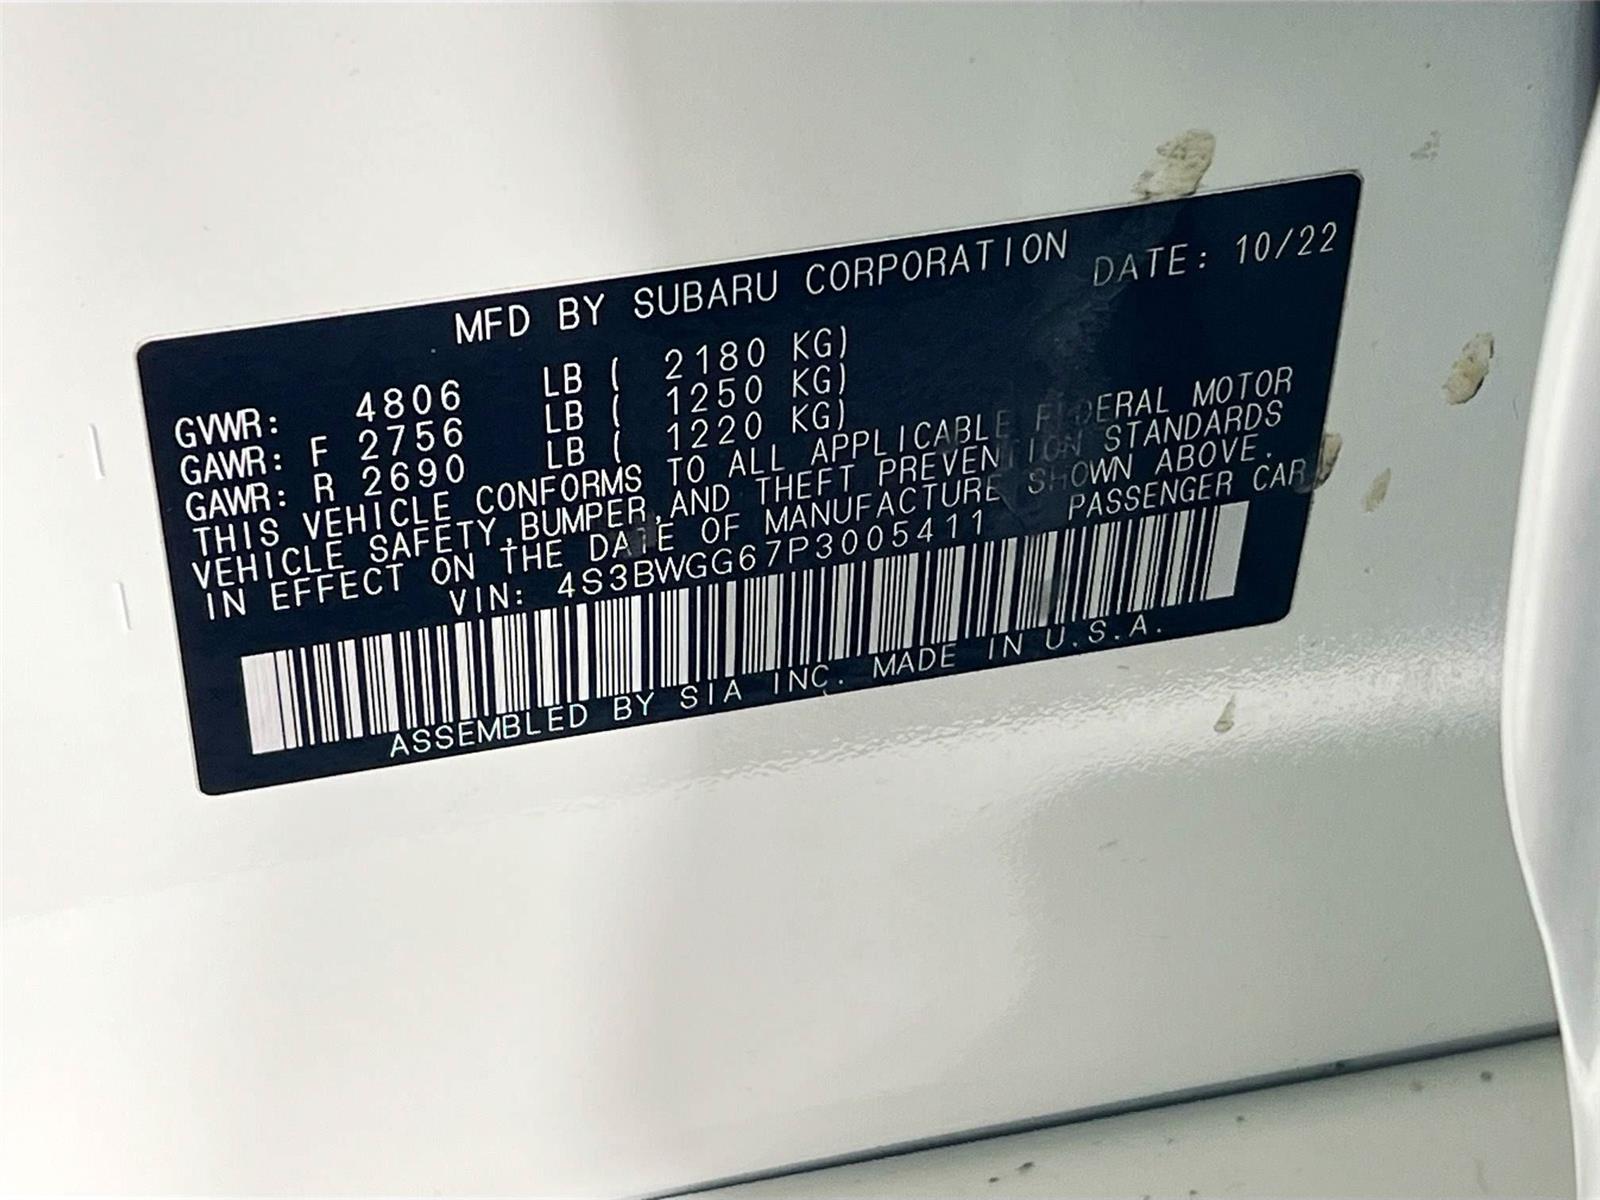 MFD BY SUBARU CORPORATION DATE: 10/22
GVWR: 4806 LB ( 2180 KG)
GAWR: F 2756 LB ( 1250 KG)
GAWR: R 2690 LB ( 1220 KG)
THIS VEHICLE CONFORMS TO ALL APPLICABLE FEDERAL MOTOR
VEHICLE SAFETY,BUMPER,AND THEFT PREVENTION STANDARDS
IN EFFECT ON THE DATE OF MANUFACTURE SHOWN ABOVE.
VIN: 4S3BWGG67P3005411 PASSENGER CAR
ASSEMBLED BY SIA INC. MADE IN U.S.A.